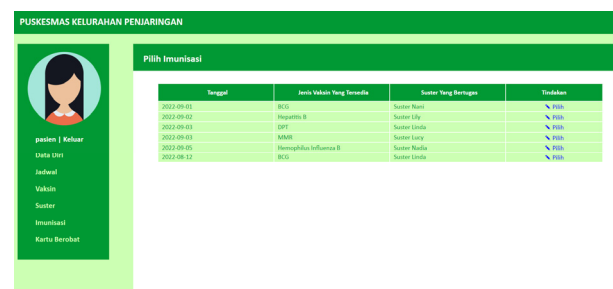 PUSKESMAS KELURAHAN PENJARINGAN
pasien | Keluar
Data Diri
Jadwal
Vaksin
Suster
Imunisasi
Kartu Berobat
Pilih Imunisasi
Tanggal Jenis Vaksin Yang Tersedia Suster Yang Bertugas Tindakan
2022-09-01 BCG Suster Nani Pilih
2022-09-02 Hepatitis B Suster Lily Pilih
2022-09-03 DPT Suster Linda Pilih
2022-09-03 MMR Suster Lucy Pilih
2022-09-05 Hemophilus Influenza B Suster Nadia Pilih
2022-08-12 BCG Suster Linda Pilih